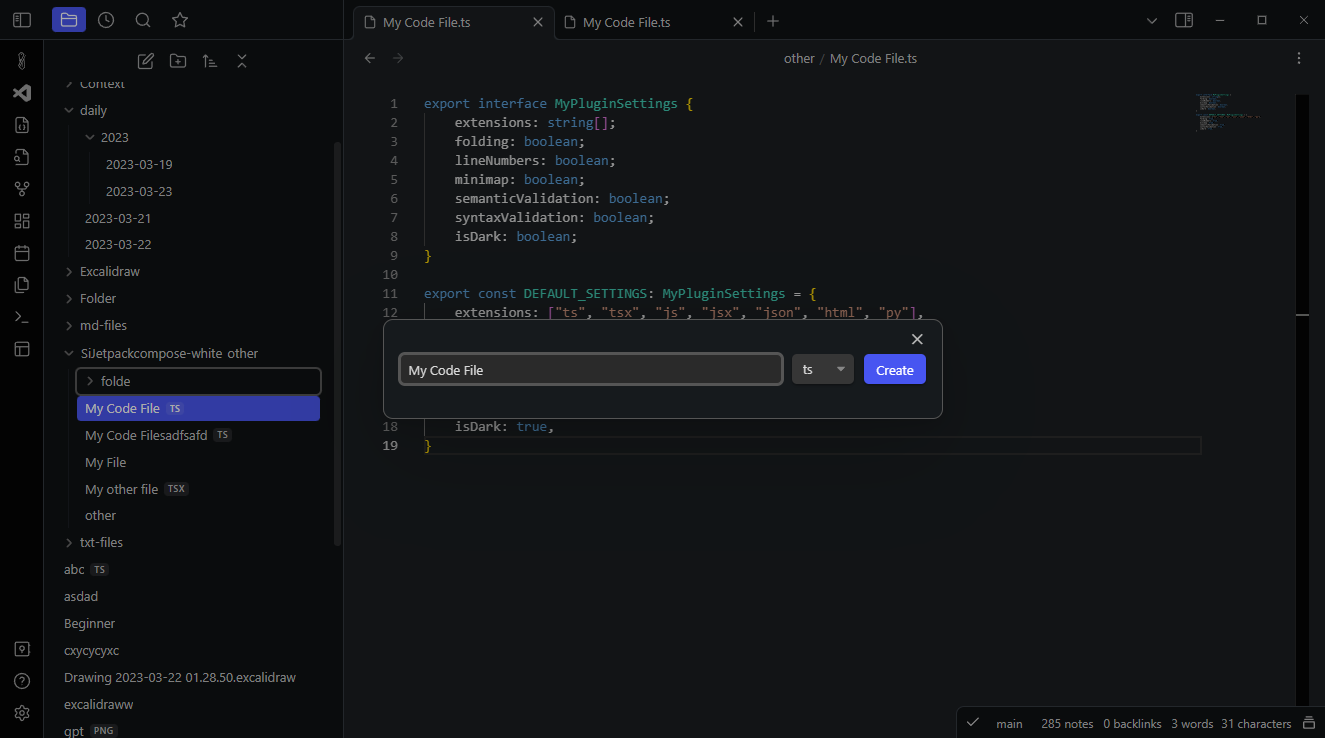 My Code File.ts
My Code File.ts
other / My Code File.ts
Context
daily
2023
2023-03-19
2023-03-23
2023-03-21
2023-03-22
Excalidraw
Folder
md-files
SiJetpackcompose-white other
folde
My Code File TS
My Code Filesadfsafd TS
My File
My other file TSX
other
txt-files
abc TS
asdad
Beginner
cxycycyxc
Drawing 2023-03-22 01.28.50.excalidraw
excalidraww
gpt PNG
1 export interface MyPluginSettings {
2 extensions: string[];
3 folding: boolean;
4 lineNumbers: boolean;
5 minimap: boolean;
6 semanticValidation: boolean;
7 syntaxValidation: boolean;
8 isDark: boolean;
9 }
10
11 export const DEFAULT_SETTINGS: MyPluginSettings = {
12 extensions: ["ts", "tsx", "js", "jsx", "json", "html", "py"],
My Code File ts Create
18 isDark: true,
19 }
main 285 notes 0 backlinks 3 words 31 characters